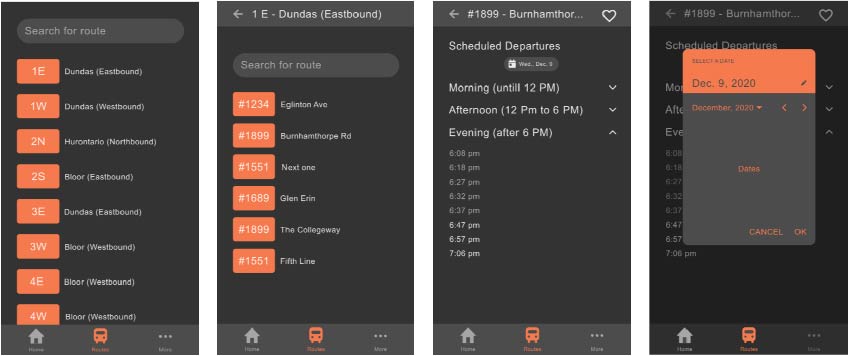 Search for route
1E Dundas (Eastbound)
1W Dundas (Westbound)
2N Hurontario (Northbound)
2S Bloor (Eastbound)
3E Dundas (Eastbound)
3W Bloor (Westbound)
4E Bloor (Westbound)
4W Bloor (Westbound)
Home Routes More
1 E - Dundas (Eastbound)
Search for route
#1234 Eglinton Ave
#1899 Burnhamthorpe Rd
#1551 Next one
#1689 Glen Erin
#1899 The Collegeway
#1551 Fifth Line
Home Routes More
#1899 - Burnhamthor...
Scheduled Departures
Wed., Dec. 9
Morning (untill 12 PM)
Afternoon (12 Pm to 6 PM)
Evening (after 6 PM)
6:08 pm
6:18 pm
6:27 pm
6:32 pm
6:37 pm
6:47 pm
6:57 pm
7:06 pm
Home Routes More
#1899 - Burnhamthor...
Scheduled Departures
SELECT A DATE
Dec. 9, 2020
Mor
December, 2020
Afte
Eve
6:08
6:18
Dates
6:27
6:32
6:37
6:47
CANCEL OK
6:57
7:06 pm
Home Routes More